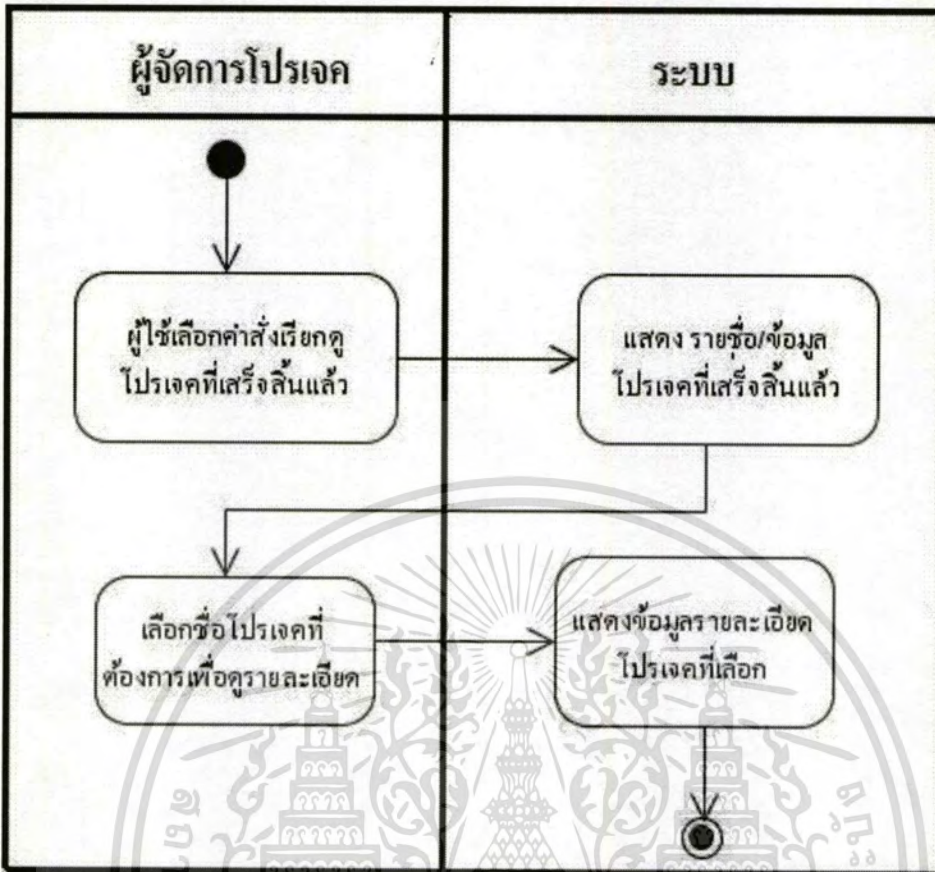 ผู้จัดการโปรเจค
ระบบ
ผู้ใช้เลือกคำสั่งเรียกดู
โปรเจคที่เสร็จสิ้นแล้ว
แสดง รายชื่อ/ข้อมูล
โปรเจคที่เสร็จสิ้นแล้ว
เลือกชื่อโปรเจคที่
ต้องการเพื่อดูรายละเอียด
แสดงข้อมูลรายละเอียด
โปรเจคที่เลือก